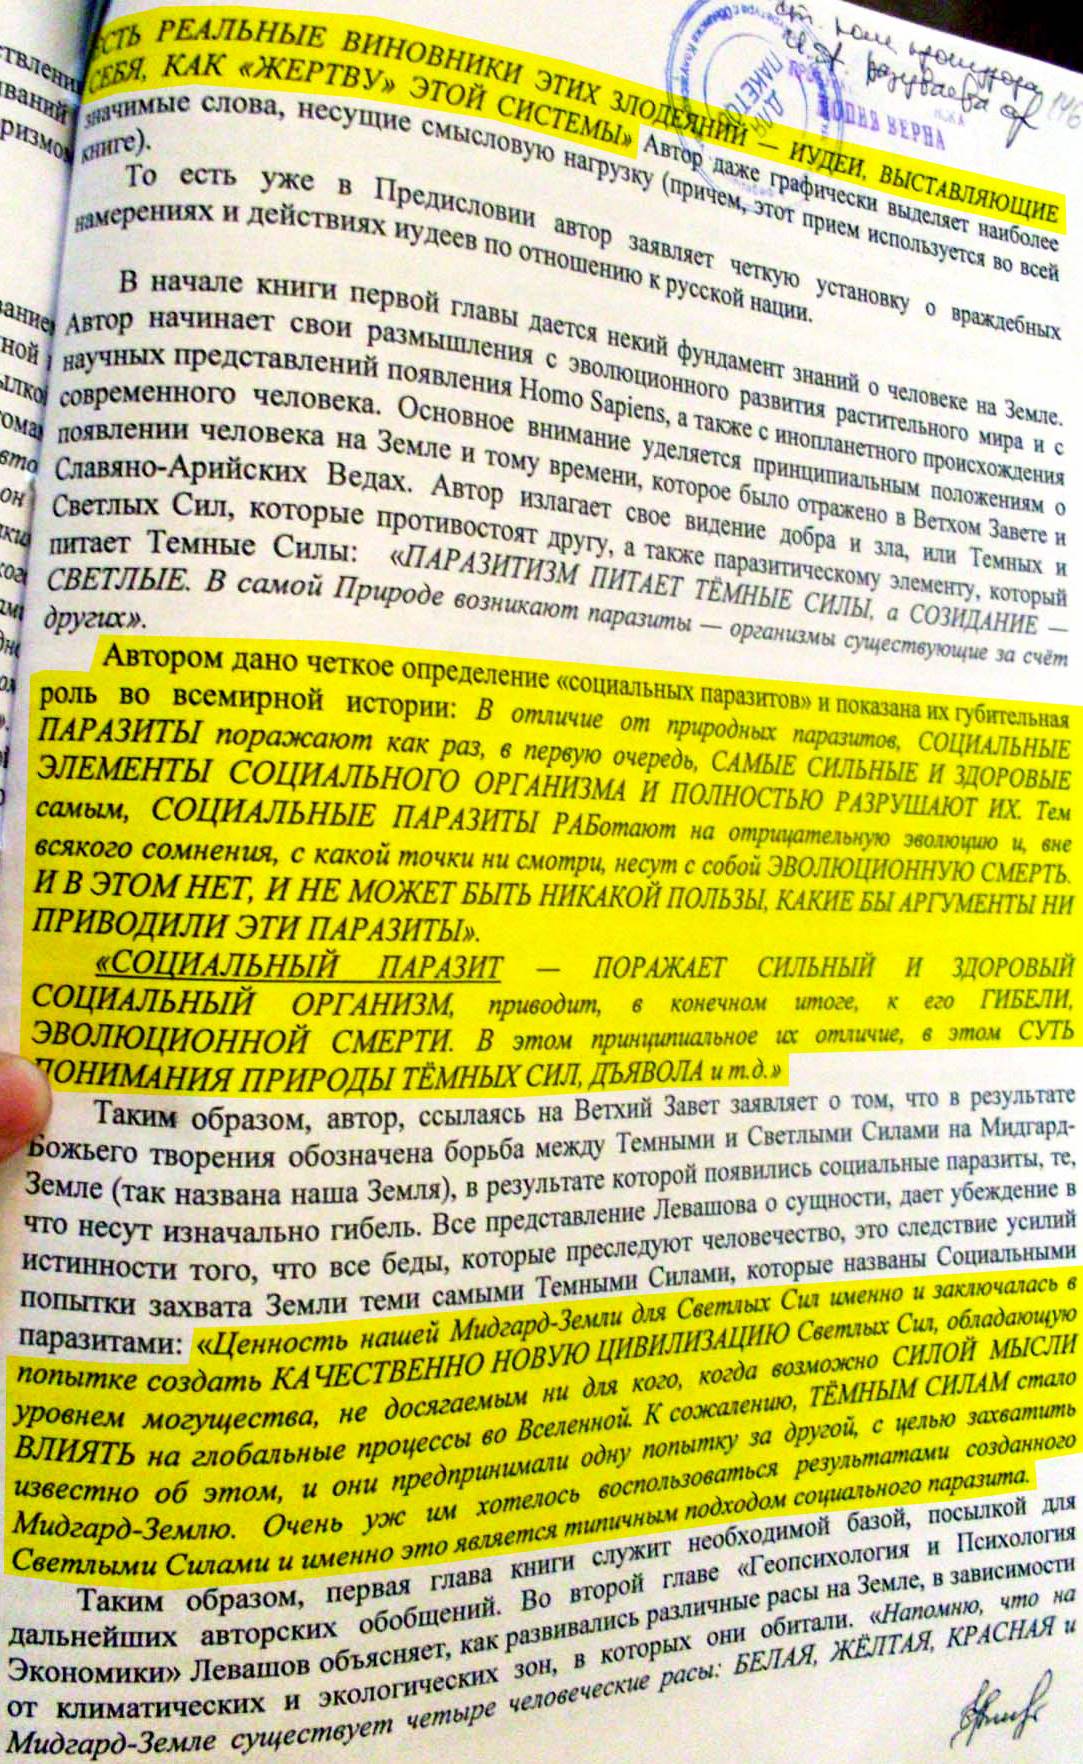 ЕСТЬ РЕАЛЬНЫЕ ВИНОВНИКИ ЭТИХ ЗЛОДЕЯНИЙ — ИУДЕИ, ВЫСТАВЛЯЮЩИЕ
СЕБЯ, КАК «ЖЕРТВУ» ЭТОЙ СИСТЕМЫ» Автор даже графически выделяет наиболее
значимые слова, несущие смысловую нагрузку (причем, этот прием используется во всей
книге).
То есть уже в Предисловии автор заявляет четкую установку о враждебных
намерениях и действиях иудеев по отношению к русской нации.
В начале книги первой главы дается некий фундамент знаний о человеке на Земле.
Автор начинает свои размышления с эволюционного развития растительного мира и с
научных представлений появления Homo Sapiens, а также с инопланетного происхождения
современного человека. Основное внимание уделяется принципиальным положениям о
появлении человека на Земле и тому времени, которое было отражено в Ветхом Завете и
Славяно-Арийских Ведах. Автор излагает свое видение добра и зла, или Темных и
Светлых Сил, которые противостоят другу, а также паразитическому элементу, который
питает Темные Силы: «ПАРАЗИТИЗМ ПИТАЕТ ТЁМНЫЕ СИЛЫ, а СОЗИДАНИЕ —
СВЕТЛЫЕ. В самой Природе возникают паразиты — организмы существующие за счёт
других».
Автором дано четкое определение «социальных паразитов» и показана их губительная
роль во всемирной истории: В отличие от природных паразитов, СОЦИАЛЬНЫЕ
ПАРАЗИТЫ поражают как раз, в первую очередь, САМЫЕ СИЛЬНЫЕ И ЗДОРОВЫЕ
ЭЛЕМЕНТЫ СОЦИАЛЬНОГО ОРГАНИЗМА И ПОЛНОСТЬЮ РАЗРУШАЮТ ИХ. Тем
самым, СОЦИАЛЬНЫЕ ПАРАЗИТЫ РАБотают на отрицательную эволюцию и, вне
всякого сомнения, с какой точки ни смотри, несут с собой ЭВОЛЮЦИОННУЮ СМЕРТЬ.
И В ЭТОМ НЕТ, И НЕ МОЖЕТ БЫТЬ НИКАКОЙ ПОЛЬЗЫ, КАКИЕ БЫ АРГУМЕНТЫ НИ
ПРИВОДИЛИ ЭТИ ПАРАЗИТЫ».
«СОЦИАЛЬНЫЙ ПАРАЗИТ — ПОРАЖАЕТ СИЛЬНЫЙ И ЗДОРОВЫЙ
СОЦИАЛЬНЫЙ ОРГАНИЗМ, приводит, в конечном итоге, к его ГИБЕЛИ,
ЭВОЛЮЦИОННОЙ СМЕРТИ. В этом принципиальное их отличие, в этом СУТЬ
ПОНИМАНИЯ ПРИРОДЫ ТЁМНЫХ СИЛ, ДЪЯВОЛА и т.д.»
Таким образом, автор, ссылаясь на Ветхий Завет заявляет о том, что в результате
Божьего творения обозначена борьба между Темными и Светлыми Силами на Мидгард-
Земле (так названа наша Земля), в результате которой появились социальные паразиты, те,
что несут изначально гибель. Все представление Левашова о сущности, дает убеждение в
истинности того, что все беды, которые преследуют человечество, это следствие усилий
попытки захвата Земли теми самыми Темными Силами, которые названы Социальными
паразитами: «Ценность нашей Мидгард-Земли для Светлых Сил именно и заключалась в
попытке создать КАЧЕСТВЕННО НОВУЮ ЦИВИЛИЗАЦИЮ Светлых Сил, обладающую
уровнем могущества, не досягаемым ни для кого, когда возможно СИЛОЙ МЫСЛИ
ВЛИЯТЬ на глобальные процессы во Вселенной. К сожалению, ТЁМНЫМ СИЛАМ стало
известно об этом, и они предпринимали одну попытку за другой, с целью захватить
Мидгард-Землю. Очень уж им хотелось воспользоваться результатами созданного
Светлыми Силами и именно это является типичным подходом социального паразита.
Таким образом, первая глава книги служит необходимой базой, посылкой для
дальнейших авторских обобщений. Во второй главе «Геопсихология и Психология
Экономики» Левашов объясняет, как развивались различные расы на Земле, в зависимости
от климатических и экологических зон, в которых они обитали. «Напомню, что на
Мидгард-Земле существует четыре человеческие расы: БЕЛАЯ, ЖЁЛТАЯ, КРАСНАЯ и
ДЛЯ
ПАКЕТОВ
КОПИЯ ВЕРНА
146